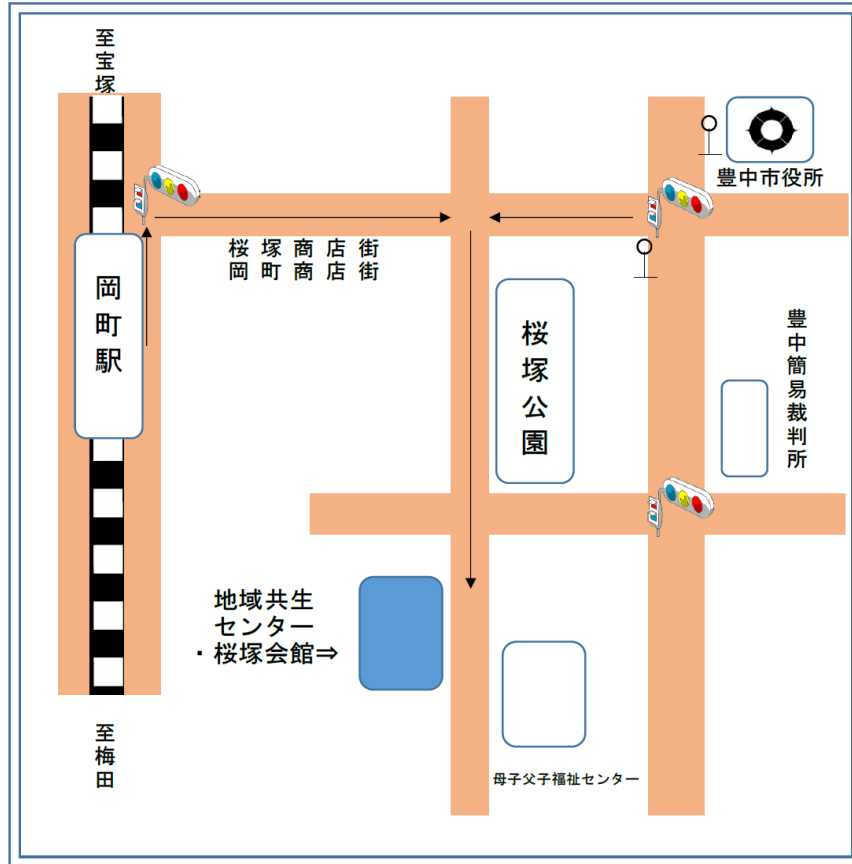 至宝塚
豊中市役所
桜塚商店街
岡町商店街
岡町駅
桜塚公園
豊中簡易裁判所
地域共生
センター
・桜塚会館⇒
至梅田
母子父子福祉センター